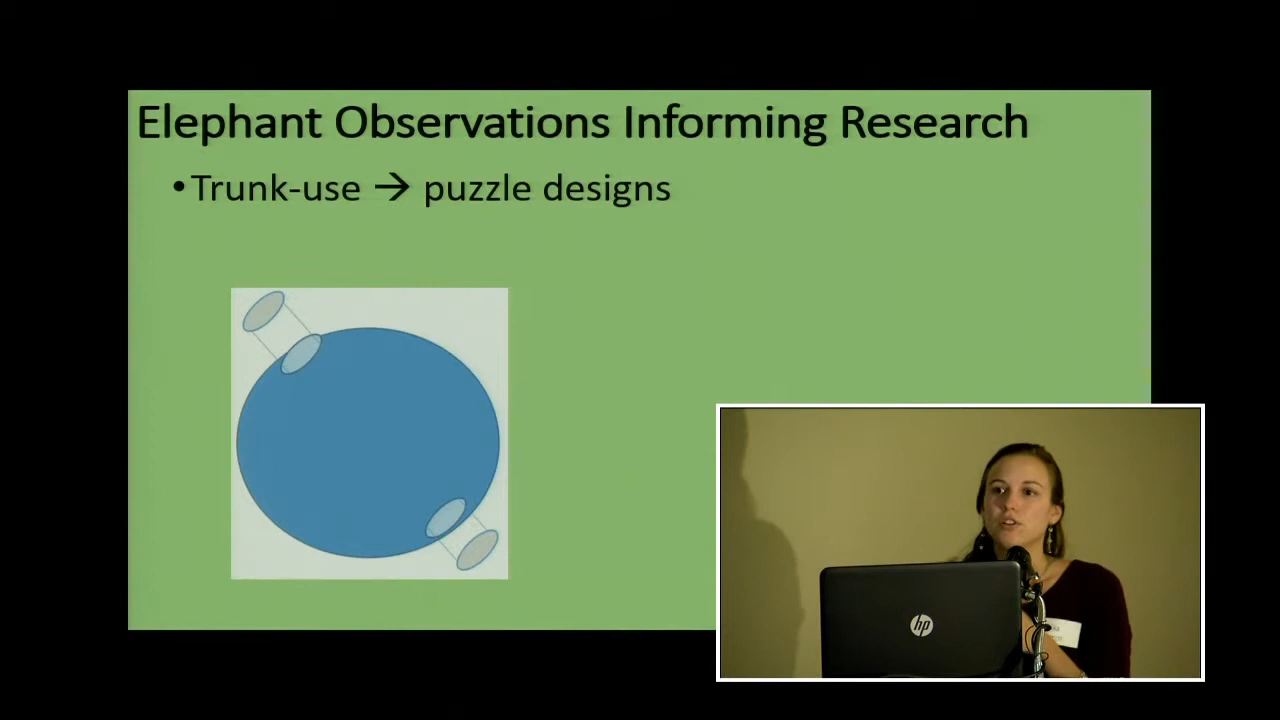 Elephant Observations Informing Research
•Trunk-use → puzzle designs
hp